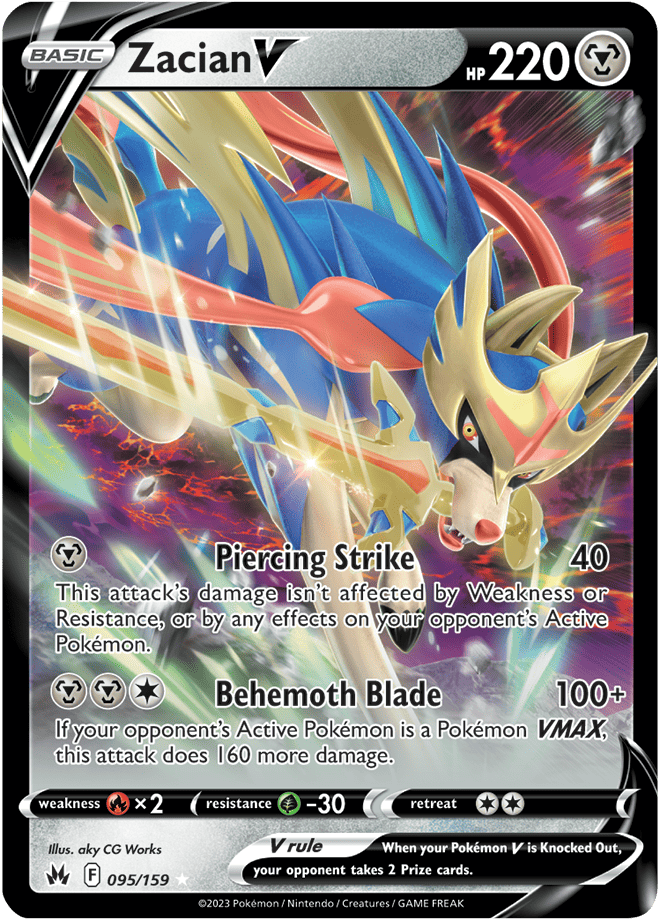 BASIC Zacian V HP 220
Piercing Strike 40
This attack's damage isn't affected by Weakness or
Resistance, or by any effects on your opponent's Active
Pokémon.
Behemoth Blade 100+
If your opponent's Active Pokémon is a Pokémon VMAX,
this attack does 160 more damage.
weakness ×2 resistance -30 retreat
Illus. aky CG Works
V rule When your Pokémon V is Knocked Out,
your opponent takes 2 Prize cards.
F 095/159
©2023 Pokémon / Nintendo / Creatures / GAME FREAK